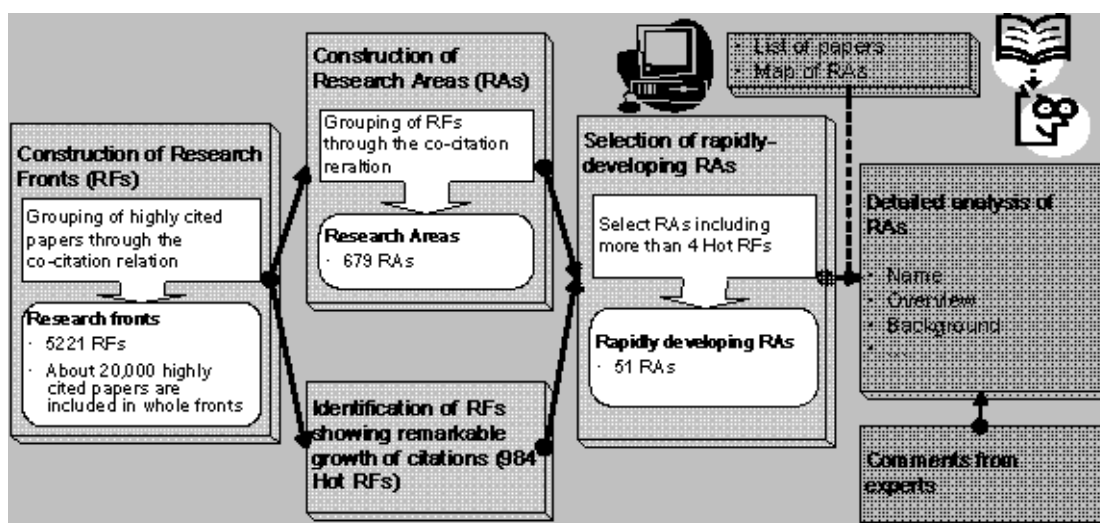 Construction of Research
Fronts (RFs)
Grouping of highly cited
papers through the
co-citation relation
Research fronts
· 5221 RFs
· About 20,000 highly
cited papers are
included in whole fronts
Construction of
Research Areas (RAs)
Grouping of RFs
through the co-citation
reraltion
Research Areas
· 679 RAs
Identification of RFs
showing remarkable
growth of citations (984
Hot RFs)
Selection of rapidly-
developing RAs
Select RAs including
more than 4 Hot RFs
Rapidly developing RAs
· 51 RAs
· List of papers
· Map of RAs
Detailed analysis of
RAs
· Name
· Overview
· Background
· ...
Comments from
experts